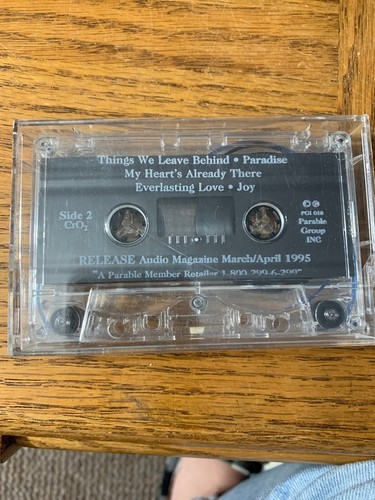 Things We Leave Behind • Paradise
My Heart's Already There
Everlasting Love • Joy
Side 2
CrO2
℗ ©
PGI 018
Parable
Group
INC
RELEASE Audio Magazine March/April 1995
"A Parable Member Retailer 1-800-299-6-290"